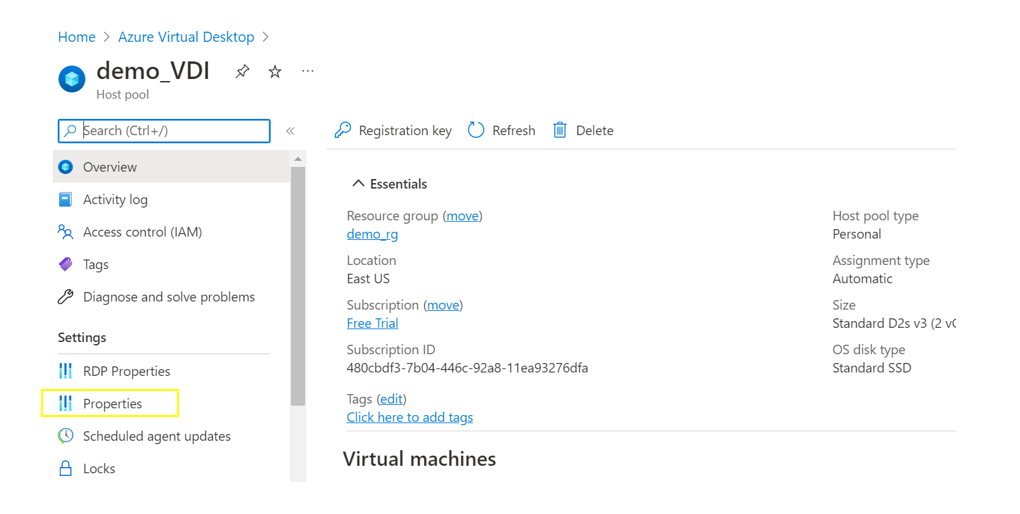 Home > Azure Virtual Desktop >
demo_VDI
Host pool
Search (Ctrl+/)
Overview
Activity log
Access control (IAM)
Tags
Diagnose and solve problems
Settings
RDP Properties
Properties
Scheduled agent updates
Locks
Registration key Refresh Delete
Essentials
Resource group (move)
demo_rg
Location
East US
Subscription (move)
Free Trial
Subscription ID
480cbdf3-7b04-446c-92a8-11ea93276dfa
Tags (edit)
Click here to add tags
Host pool type
Personal
Assignment type
Automatic
Size
Standard D2s v3 (2 v
OS disk type
Standard SSD
Virtual machines